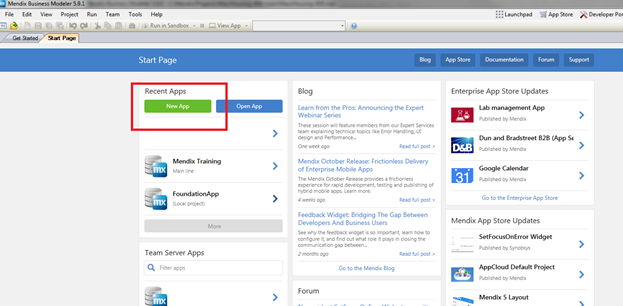 Mendix Business Modeler 5.9.1
File Edit View Project Run Team Tools Help
Launchpad App Store Developer Por
Run in Sandbox View App
Get Started Start Page
Start Page
Blog App Store Documentation Forum Support
Recent Apps
New App Open App
Mendix Training
Main line
FoundationApp
(Local project)
More
Team Server Apps
Filter apps
Blog
Learn from the Pros: Announcing the Expert
Webinar Series
These session will feature members from our Expert Services
team explaining technical topics like Error Handling, UI
design and Performance...
One week ago Read full post »
Mendix October Release: Frictionless Delivery
of Enterprise Mobile Apps
The Mendix October Release provides a frictionless
experience for rapid development, testing and publishing of
hybrid mobile apps. Learn more.
4 weeks ago Read full post »
Feedback Widget: Bridging The Gap Between
Developers And Business Users
See why the feedback widget is so important, learn how to
configure it, and find out what role it plays in closing the
communication gap between...
2 months ago Read full post »
Go to the Mendix Blog
Forum
Enterprise App Store Updates
Lab management App
Published by Mendix
D&B
Dun and Bradstreet B2B (App Se
Published by Mendix
31
Google Calendar
Published by Mendix
Go to the Enterprise App Store
Mendix App Store Updates
SetFocusOnError Widget
Published by Synobsys
AppCloud Default Project
Published by Mendix
Mendix 5 Layout